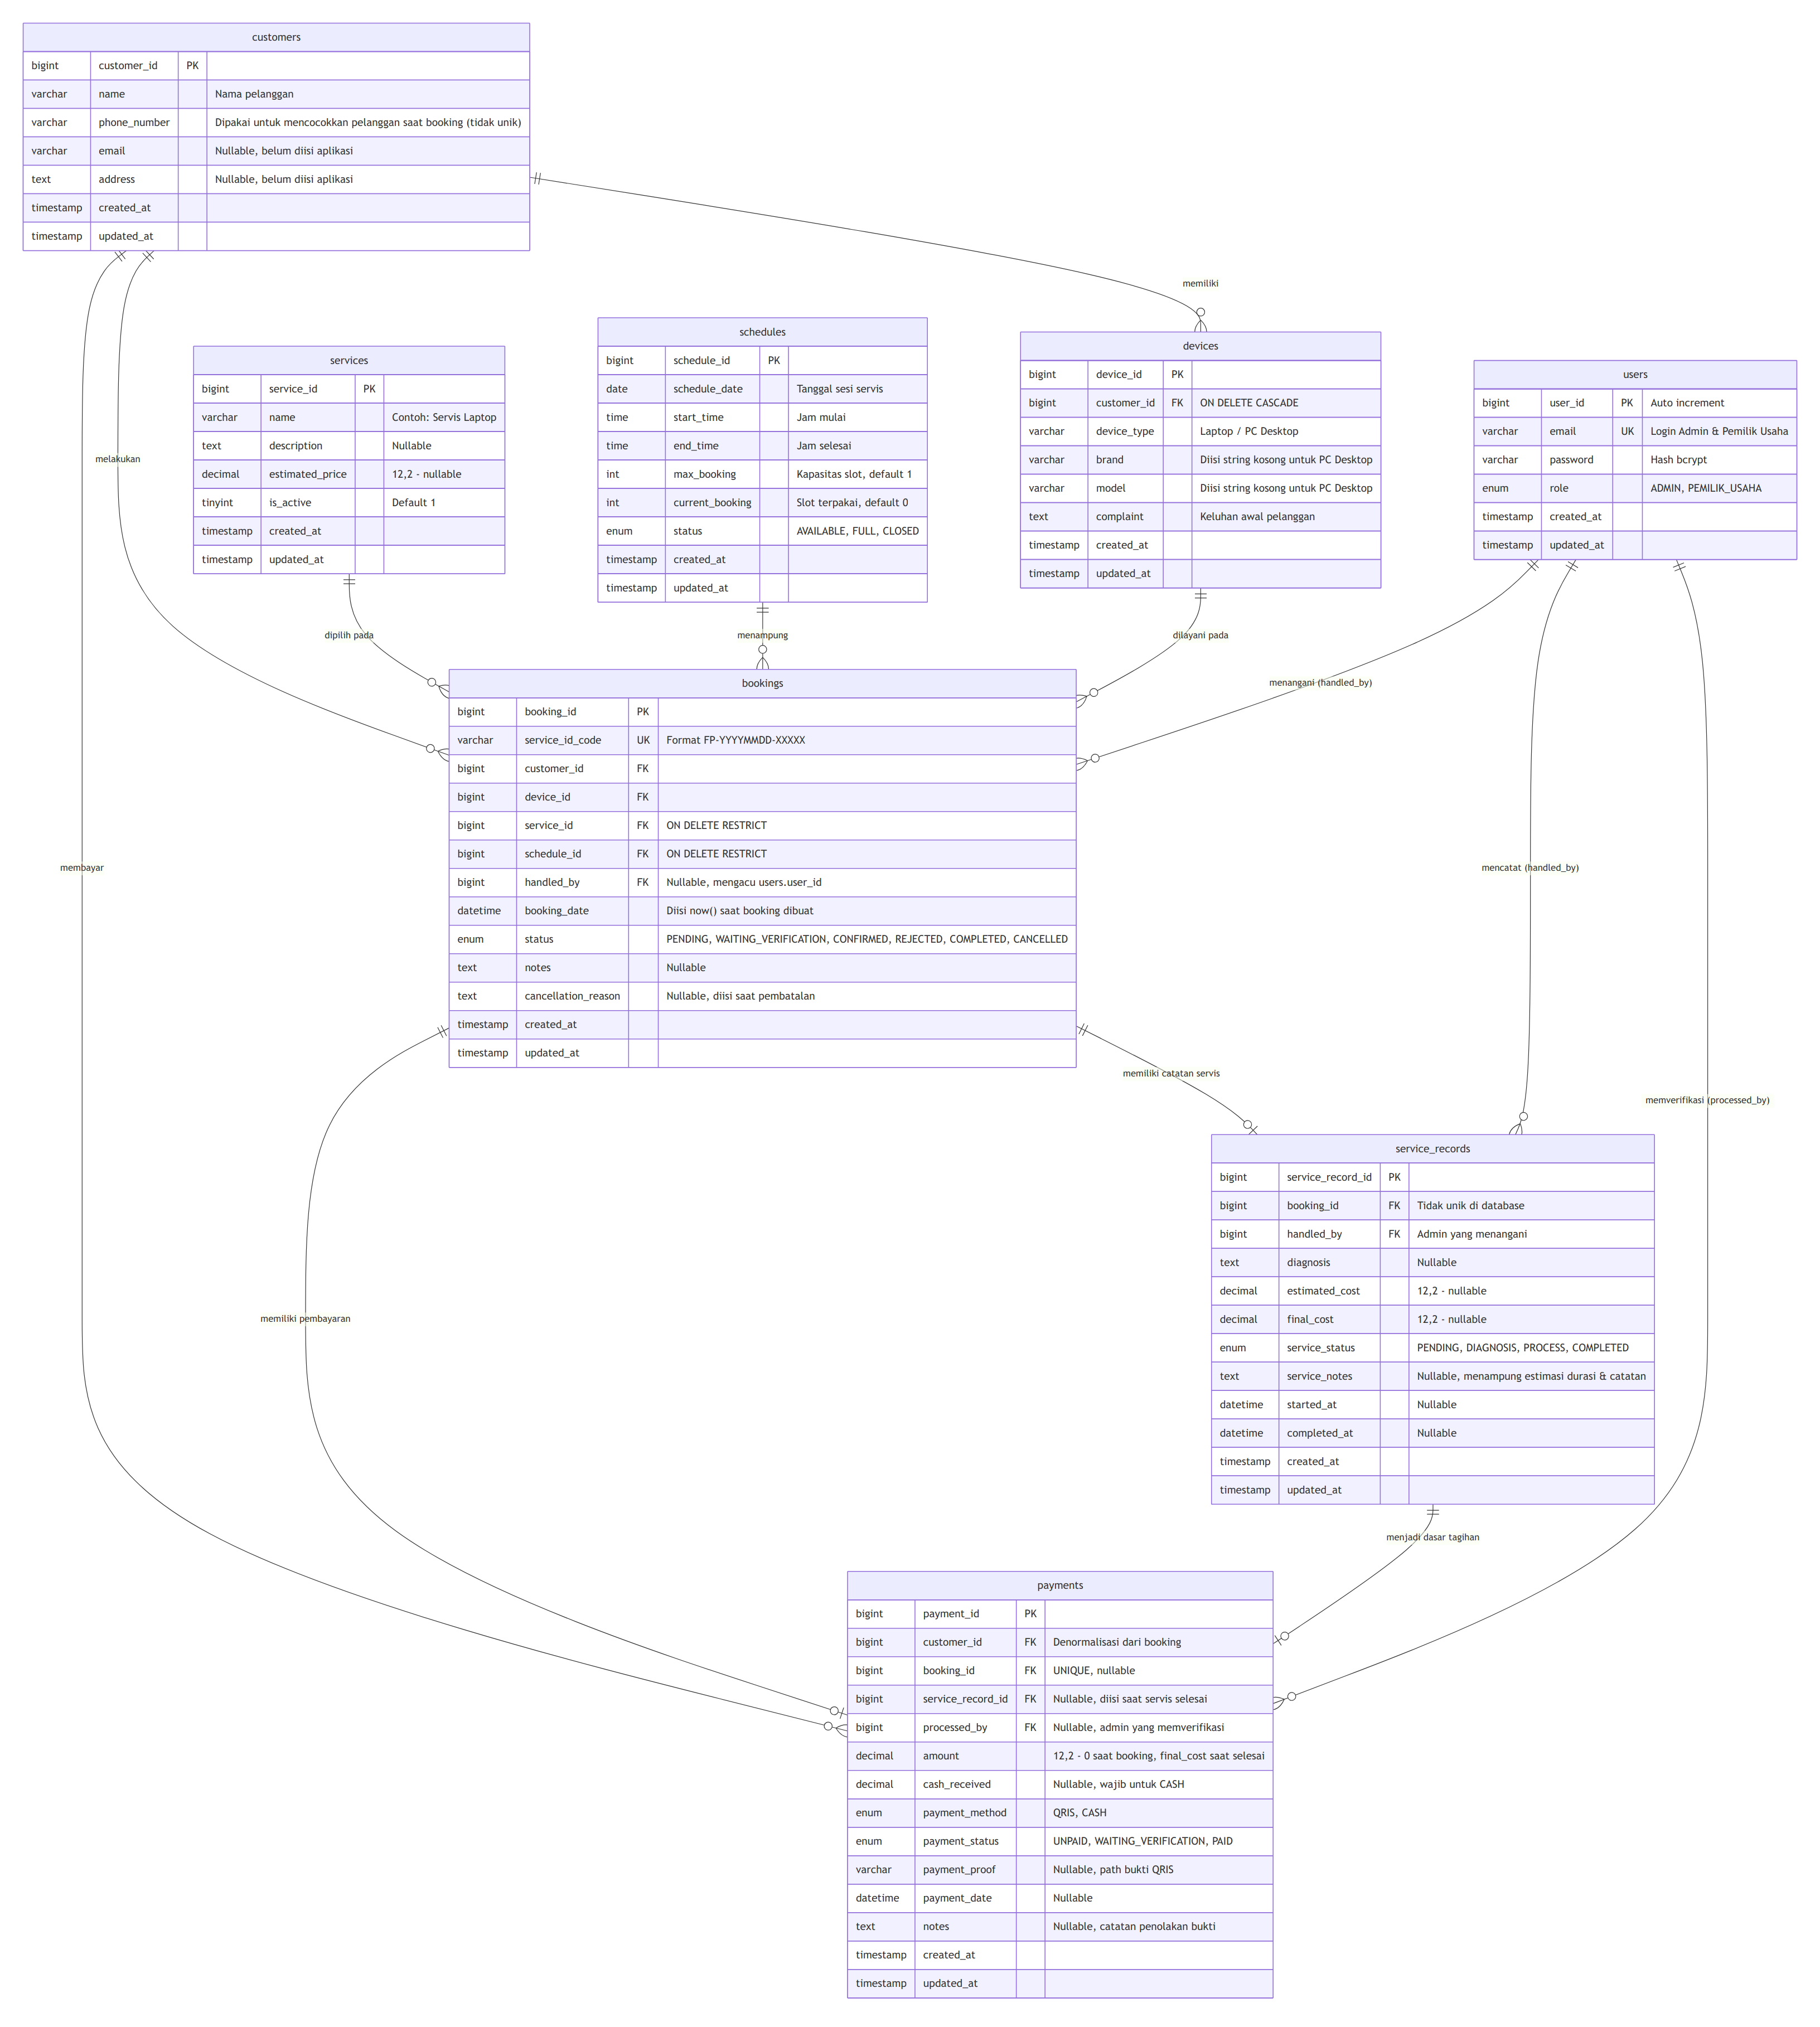 customers
bigint customer_id PK
varchar name Nama pelanggan
varchar phone_number Dipakai untuk mencocokkan pelanggan saat booking (tidak unik)
varchar email Nullable, belum diisi aplikasi
text address Nullable, belum diisi aplikasi
timestamp created_at
timestamp updated_at
memiliki
services
bigint service_id PK
varchar name Contoh: Servis Laptop
text description Nullable
decimal estimated_price 12,2 - nullable
tinyint is_active Default 1
timestamp created_at
timestamp updated_at
schedules
bigint schedule_id PK
date schedule_date Tanggal sesi servis
time start_time Jam mulai
time end_time Jam selesai
int max_booking Kapasitas slot, default 1
int current_booking Slot terpakai, default 0
enum status AVAILABLE, FULL, CLOSED
timestamp created_at
timestamp updated_at
devices
bigint device_id PK
bigint customer_id FK ON DELETE CASCADE
varchar device_type Laptop / PC Desktop
varchar brand Diisi string kosong untuk PC Desktop
varchar model Diisi string kosong untuk PC Desktop
text complaint Keluhan awal pelanggan
timestamp created_at
timestamp updated_at
users
bigint user_id PK Auto increment
varchar email UK Login Admin & Pemilik Usaha
varchar password Hash bcrypt
enum role ADMIN, PEMILIK_USAHA
timestamp created_at
timestamp updated_at
melakukan
dipilih pada
menampung
dilayani pada
menangani (handled_by)
bookings
bigint booking_id PK
varchar service_id_code UK Format FP-YYYYMMDD-XXXXX
bigint customer_id FK
bigint device_id FK
bigint service_id FK ON DELETE RESTRICT
bigint schedule_id FK ON DELETE RESTRICT
bigint handled_by FK Nullable, mengacu users.user_id
datetime booking_date Diisi now() saat booking dibuat
enum status PENDING, WAITING_VERIFICATION, CONFIRMED, REJECTED, COMPLETED, CANCELLED
text notes Nullable
text cancellation_reason Nullable, diisi saat pembatalan
timestamp created_at
timestamp updated_at
membayar
mencatat (handled_by)
memiliki catatan servis
memverifikasi (processed_by)
service_records
bigint service_record_id PK
bigint booking_id FK Tidak unik di database
bigint handled_by FK Admin yang menangani
text diagnosis Nullable
decimal estimated_cost 12,2 - nullable
decimal final_cost 12,2 - nullable
enum service_status PENDING, DIAGNOSIS, PROCESS, COMPLETED
text service_notes Nullable, menampung estimasi durasi & catatan
datetime started_at Nullable
datetime completed_at Nullable
timestamp created_at
timestamp updated_at
memiliki pembayaran
menjadi dasar tagihan
payments
bigint payment_id PK
bigint customer_id FK Denormalisasi dari booking
bigint booking_id FK UNIQUE, nullable
bigint service_record_id FK Nullable, diisi saat servis selesai
bigint processed_by FK Nullable, admin yang memverifikasi
decimal amount 12,2 - 0 saat booking, final_cost saat selesai
decimal cash_received Nullable, wajib untuk CASH
enum payment_method QRIS, CASH
enum payment_status UNPAID, WAITING_VERIFICATION, PAID
varchar payment_proof Nullable, path bukti QRIS
datetime payment_date Nullable
text notes Nullable, catatan penolakan bukti
timestamp created_at
timestamp updated_at